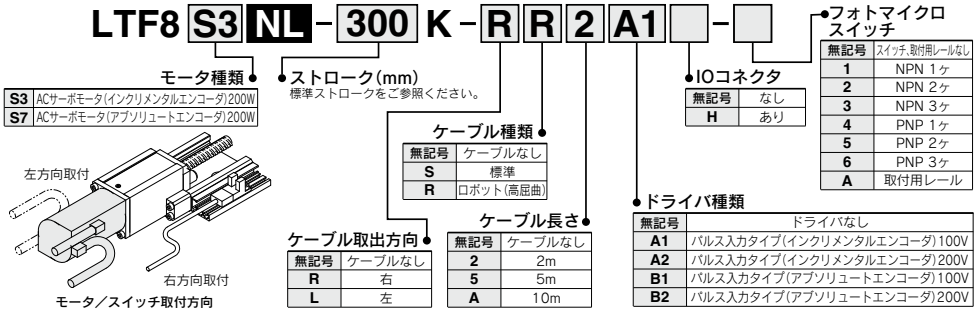 LTF8 S3 NL - 300 K - R R 2 A1 -
モータ種類
S3 ACサーボモータ(インクリメンタルエンコーダ)200W
S7 ACサーボモータ(アブソリュートエンコーダ)200W
ストローク(mm)
標準ストロークをご参照ください。
左方向取付
右方向取付
モータ/スイッチ取付方向
ケーブル取出方向
無記号 ケーブルなし
R 右
L 左
ケーブル種類
無記号 ケーブルなし
S 標準
R ロボット(高屈曲)
ケーブル長さ
無記号 ケーブルなし
2 2m
5 5m
A 10m
ドライバ種類
無記号 ドライバなし
A1 パルス入力タイプ(インクリメンタルエンコーダ)100V
A2 パルス入力タイプ(インクリメンタルエンコーダ)200V
B1 パルス入力タイプ(アブソリュートエンコーダ)100V
B2 パルス入力タイプ(アブソリュートエンコーダ)200V
IOコネクタ
無記号 なし
H あり
フォトマイクロ
スイッチ
無記号 スイッチ、取付用レールなし
1 NPN 1ヶ
2 NPN 2ヶ
3 NPN 3ヶ
4 PNP 1ヶ
5 PNP 2ヶ
6 PNP 3ヶ
A 取付用レール